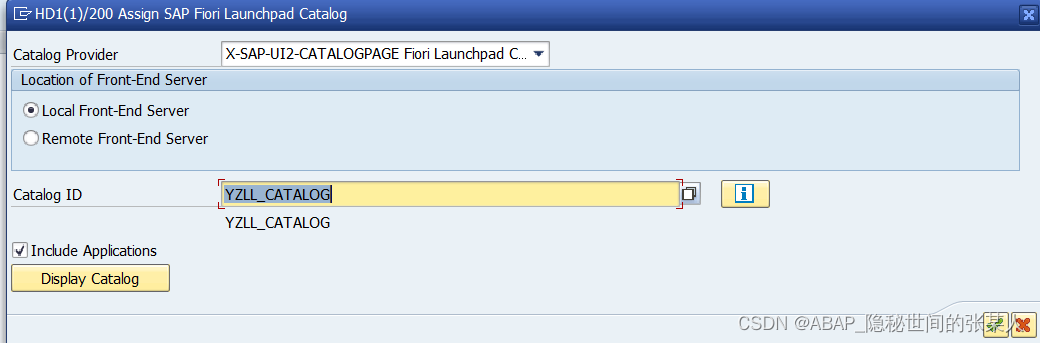 HD1(1)/200 Assign SAP Fiori Launchpad Catalog
Catalog Provider
X-SAP-UI2-CATALOGPAGE Fiori Launchpad C...
Location of Front-End Server
Local Front-End Server
Remote Front-End Server
Catalog ID
YZLL_CATALOG
YZLL_CATALOG
Include Applications
Display Catalog
CSDN @ABAP_隐秘世间的张某人